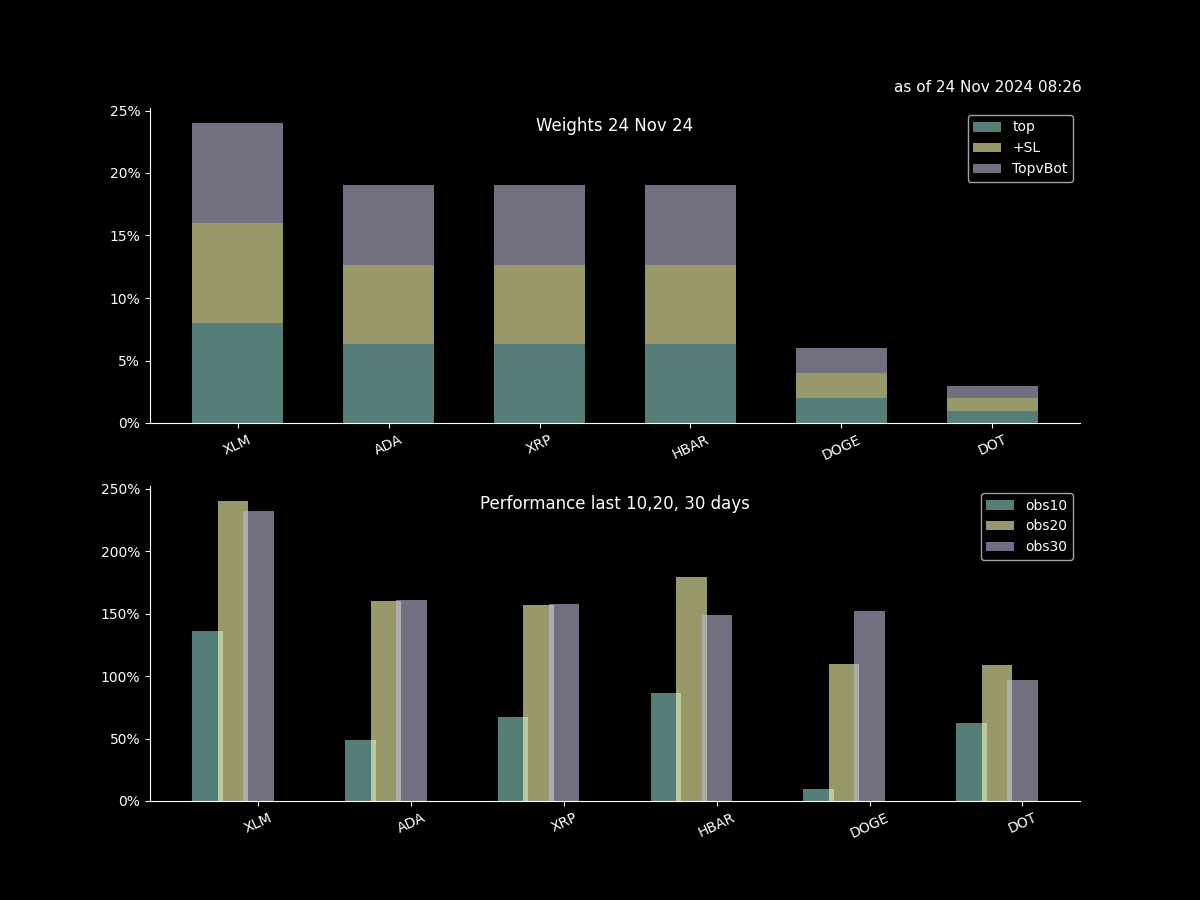 as of 24 Nov 2024 08:26
Weights 24 Nov 24
top
+SL
TopvBot
25%
20%
15%
10%
5%
0%
XLM ADA XRP HBAR DOGE DOT
Performance last 10,20, 30 days
obs10
obs20
obs30
250%
200%
150%
100%
50%
0%
XLM ADA XRP HBAR DOGE DOT